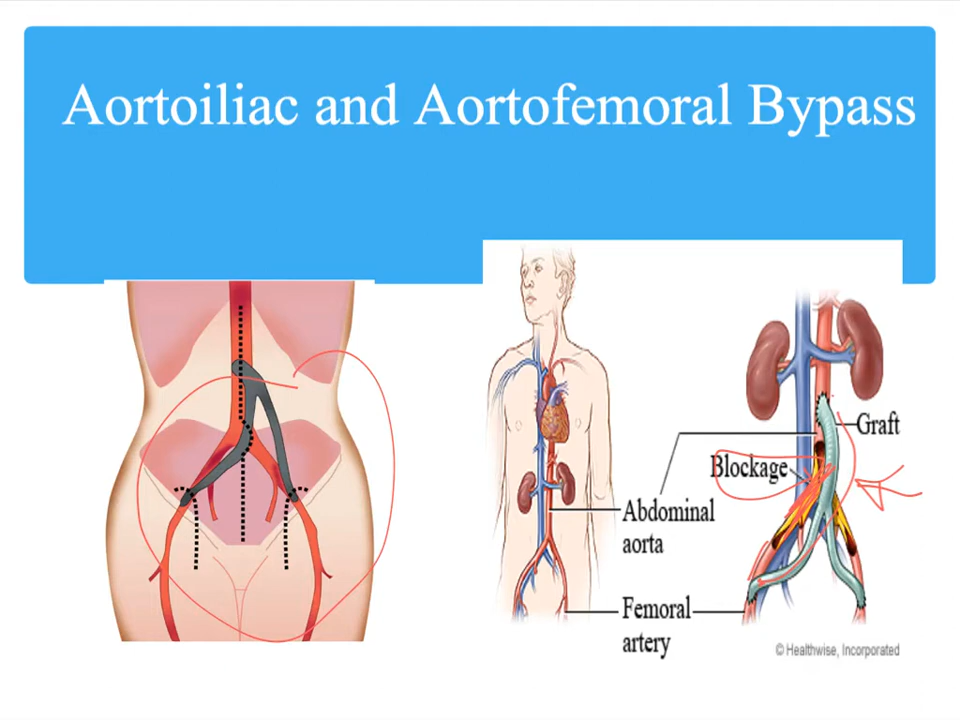 Aortoiliac and Aortofemoral Bypass
Graft
Blockage
Abdominal
aorta
Femoral
artery
© Healthwise, Incorporated